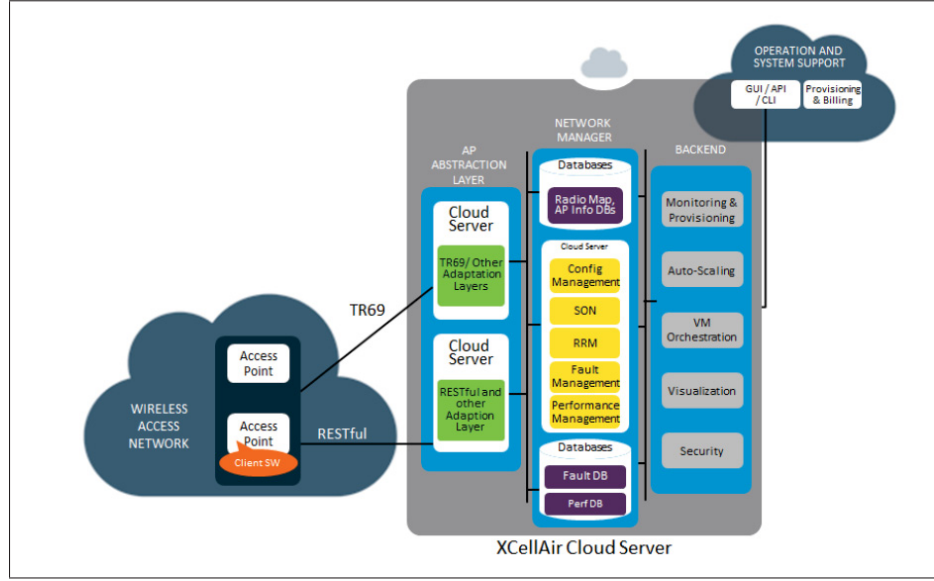 OPERATION AND
SYSTEM SUPPORT
GUI / API
/ CLI
Provisioning
& Billing
NETWORK
MANAGER
AP
ABSTRACTION
LAYER
BACKEND
Databases
Radio Map,
AP Info DBs
Cloud
Server
TR69/ Other
Adaptation
Layers
Cloud Server
Config
Management
SON
RRM
Fault
Management
Performance
Management
Monitoring &
Provisioning
Auto-Scaling
VM
Orchestration
Visualization
Security
TR69
Cloud
Server
RESTful and
other
Adaption
Layer
Access
Point
WIRELESS
ACCESS
NETWORK
Access
Point
Client SW
RESTful
Databases
Fault DB
Perf DB
XCellAir Cloud Server